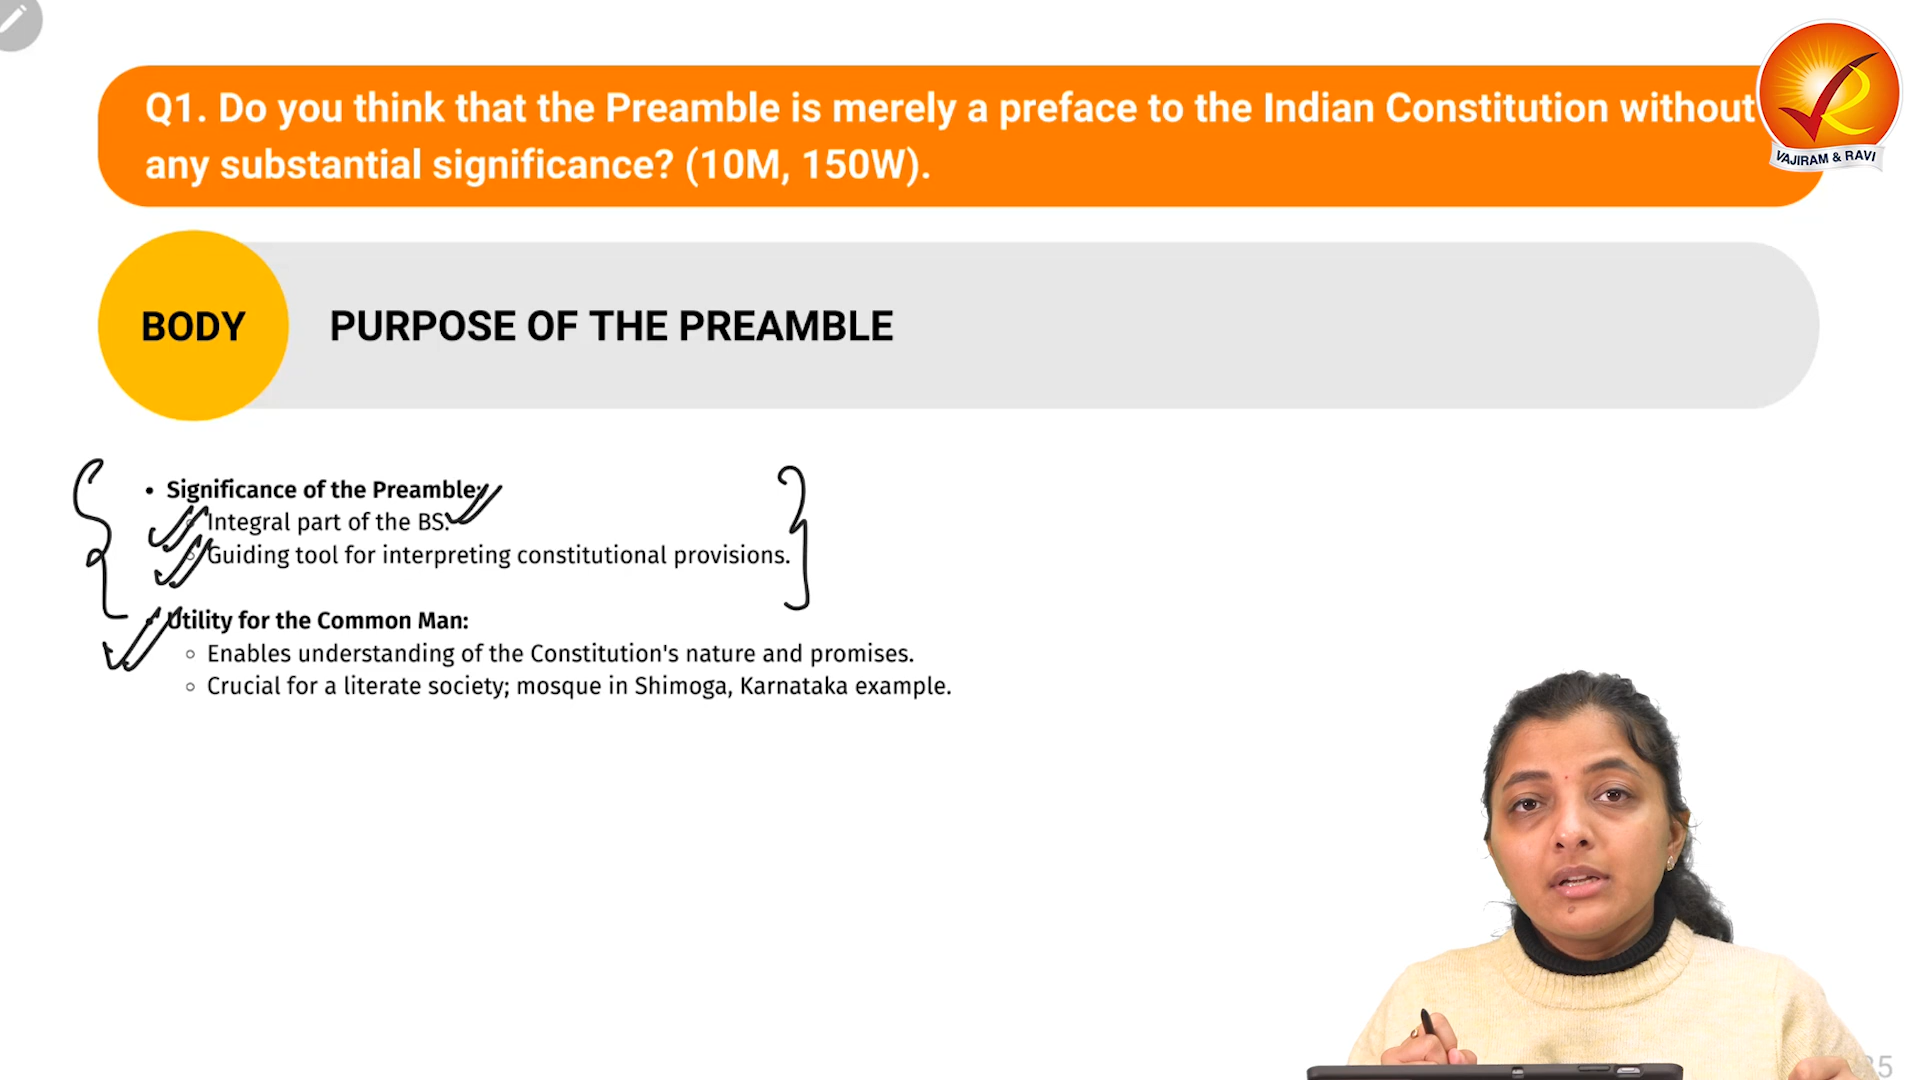 Q1. Do you think that the Preamble is merely a preface to the Indian Constitution without
any substantial significance? (10M, 150W).
VAJIRAM & RAVI
BODY
PURPOSE OF THE PREAMBLE
• Significance of the Preamble:
Integral part of the BS.
Guiding tool for interpreting constitutional provisions.
Utility for the Common Man:
Enables understanding of the Constitution's nature and promises.
Crucial for a literate society; mosque in Shimoga, Karnataka example.